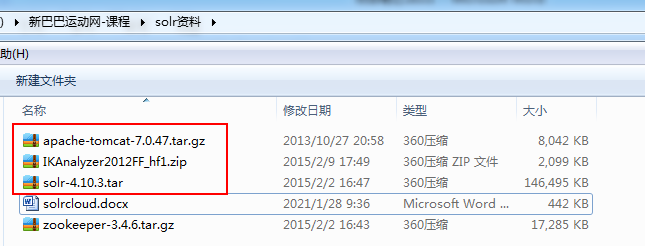 ) ▸ 新巴巴运动网-课程 ▸ solr资料 ▸
助(H)
新建文件夹
名称 修改日期 类型 大小
apache-tomcat-7.0.47.tar.gz 2013/10/27 20:58 360压缩 8,042 KB
IKAnalyzer2012FF_hf1.zip 2015/2/9 17:49 360压缩 ZIP 文件 2,099 KB
solr-4.10.3.tar 2015/2/2 16:47 360压缩 146,495 KB
solrcloud.docx 2021/1/28 9:36 Microsoft Word ... 442 KB
zookeeper-3.4.6.tar.gz 2015/2/2 16:47 360压缩 17,285 KB